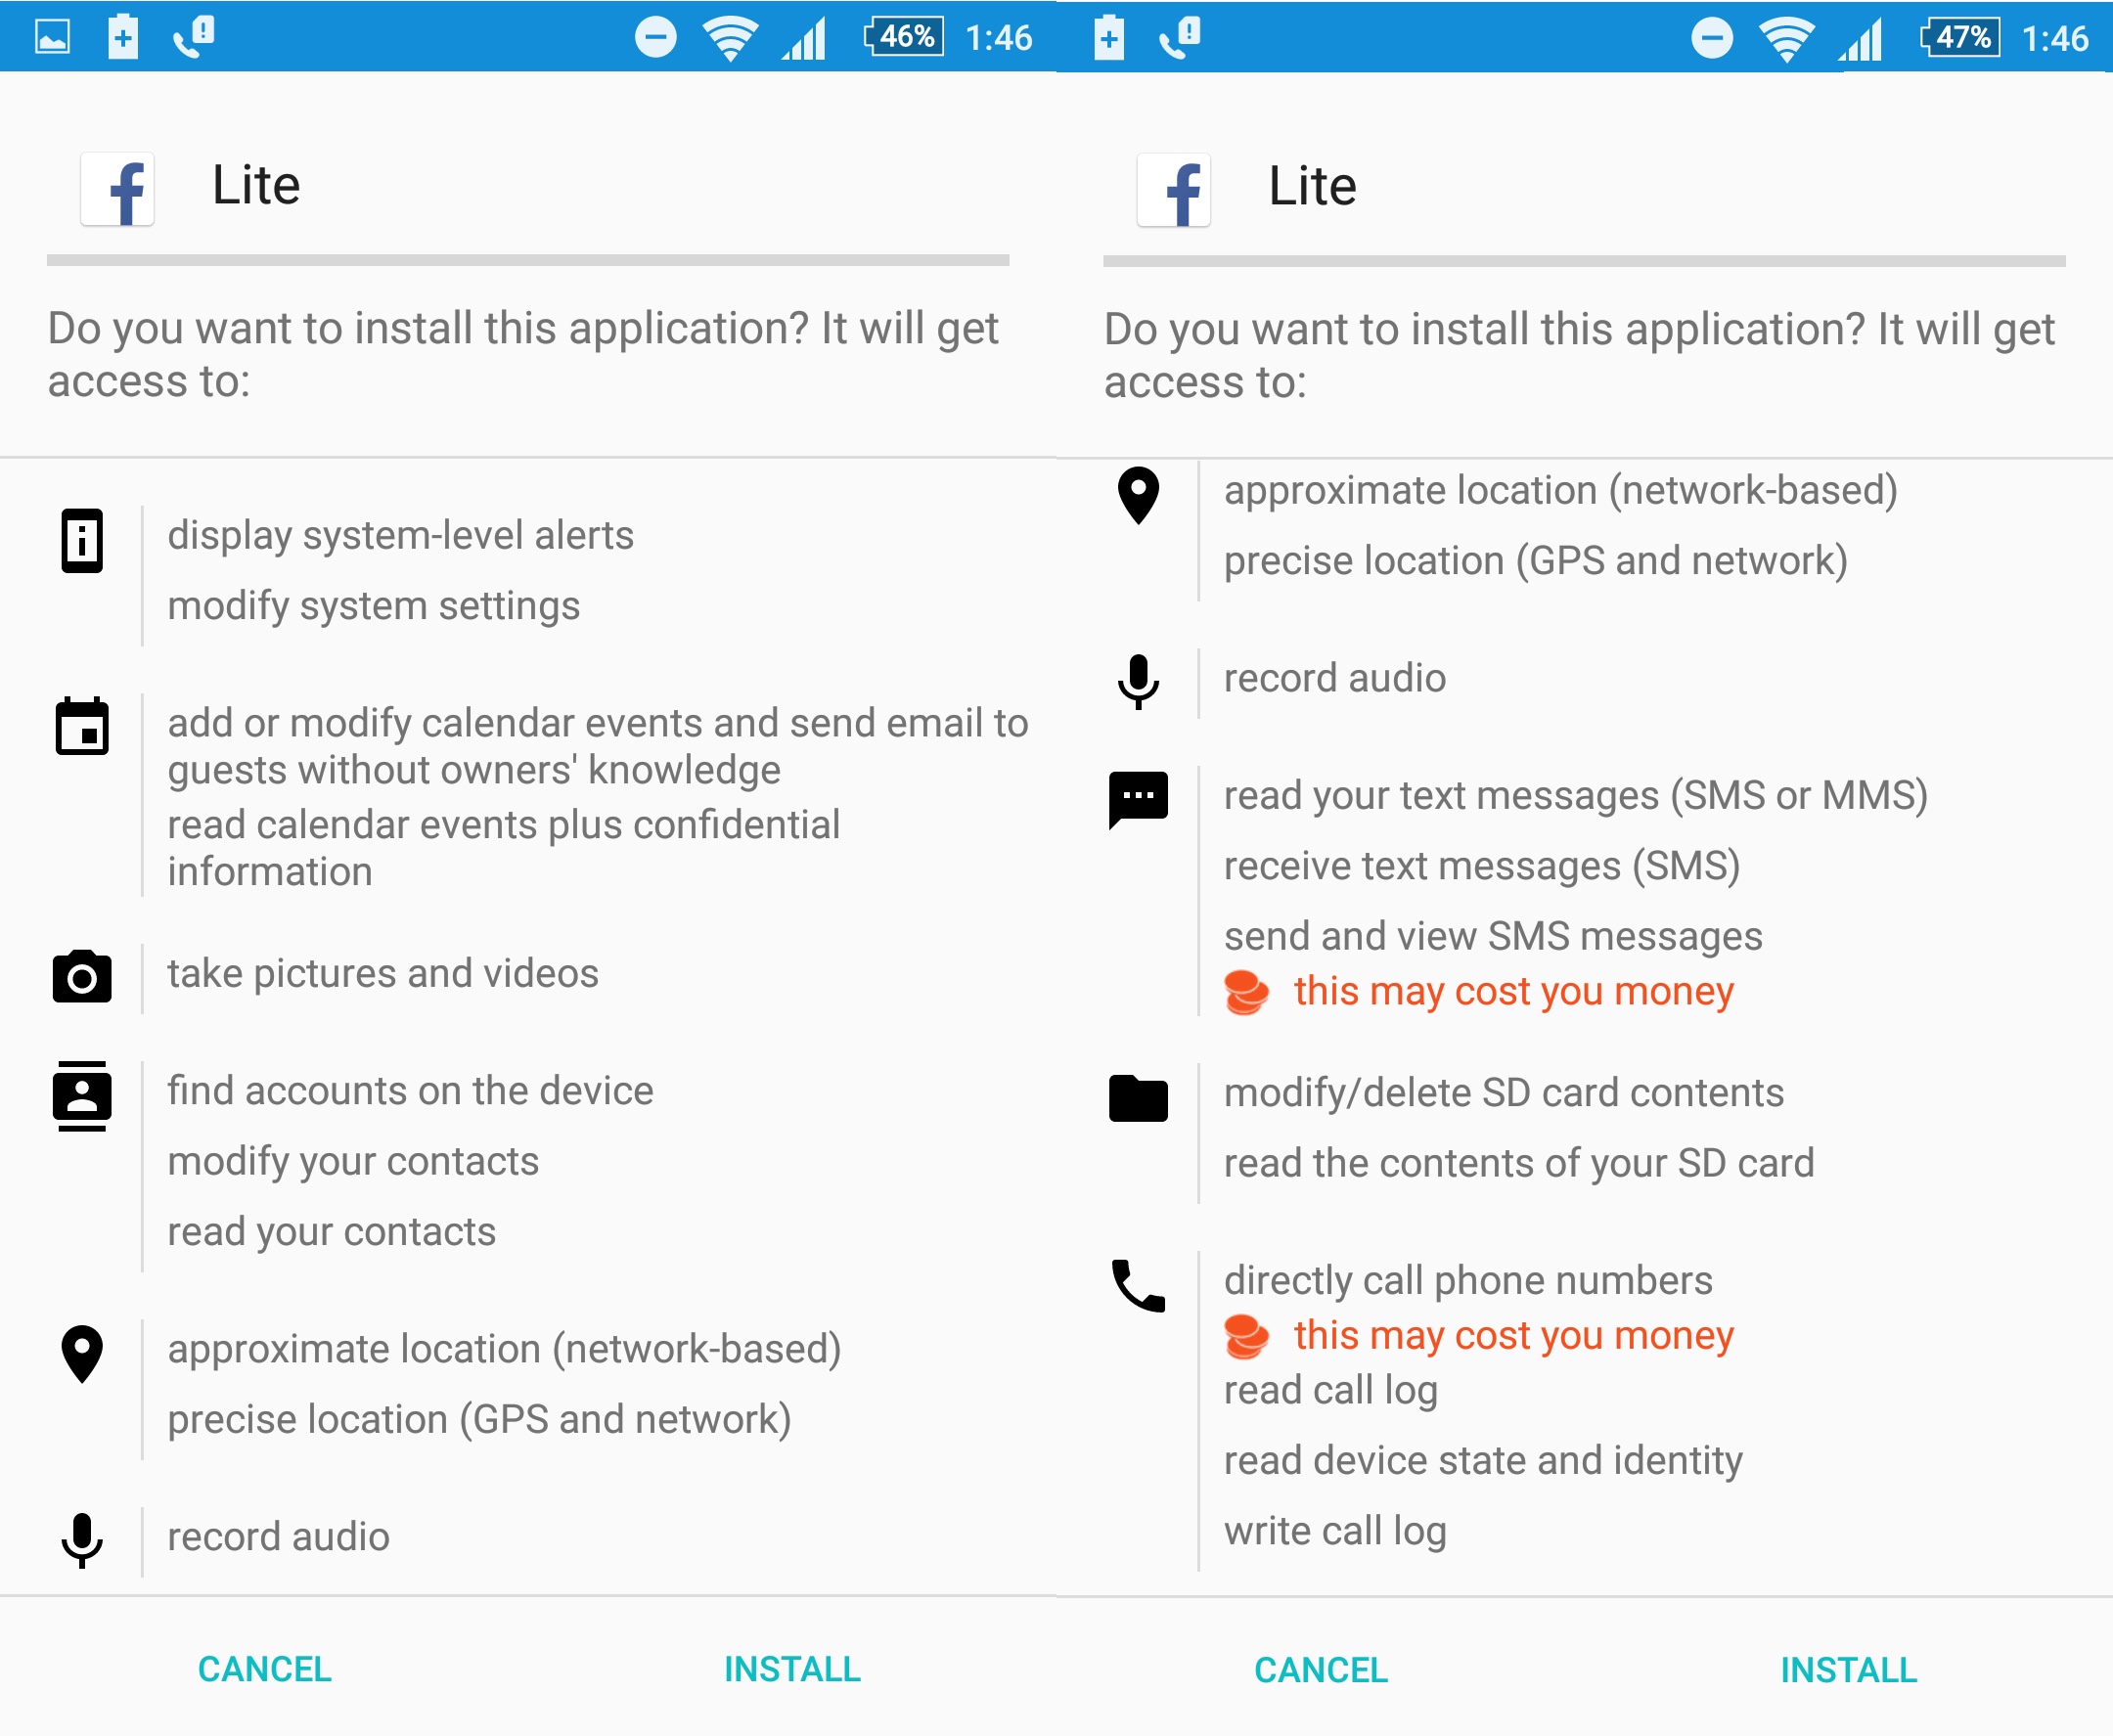 46% 1:46
Lite
Do you want to install this application? It will get
access to:
display system-level alerts
modify system settings
add or modify calendar events and send email to
guests without owners' knowledge
read calendar events plus confidential
information
take pictures and videos
find accounts on the device
modify your contacts
read your contacts
approximate location (network-based)
precise location (GPS and network)
record audio
CANCEL INSTALL
47% 1:46
Lite
Do you want to install this application? It will get
access to:
approximate location (network-based)
precise location (GPS and network)
record audio
read your text messages (SMS or MMS)
receive text messages (SMS)
send and view SMS messages
this may cost you money
modify/delete SD card contents
read the contents of your SD card
directly call phone numbers
this may cost you money
read call log
read device state and identity
write call log
CANCEL INSTALL